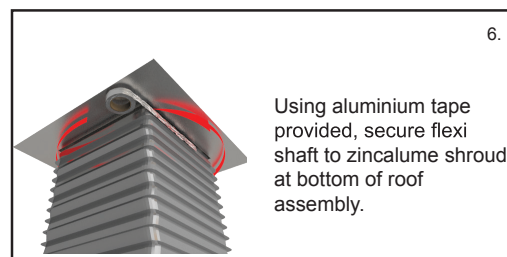 6.
Using aluminium tape
provided, secure flexi
shaft to zincalume shroud
at bottom of roof
assembly.